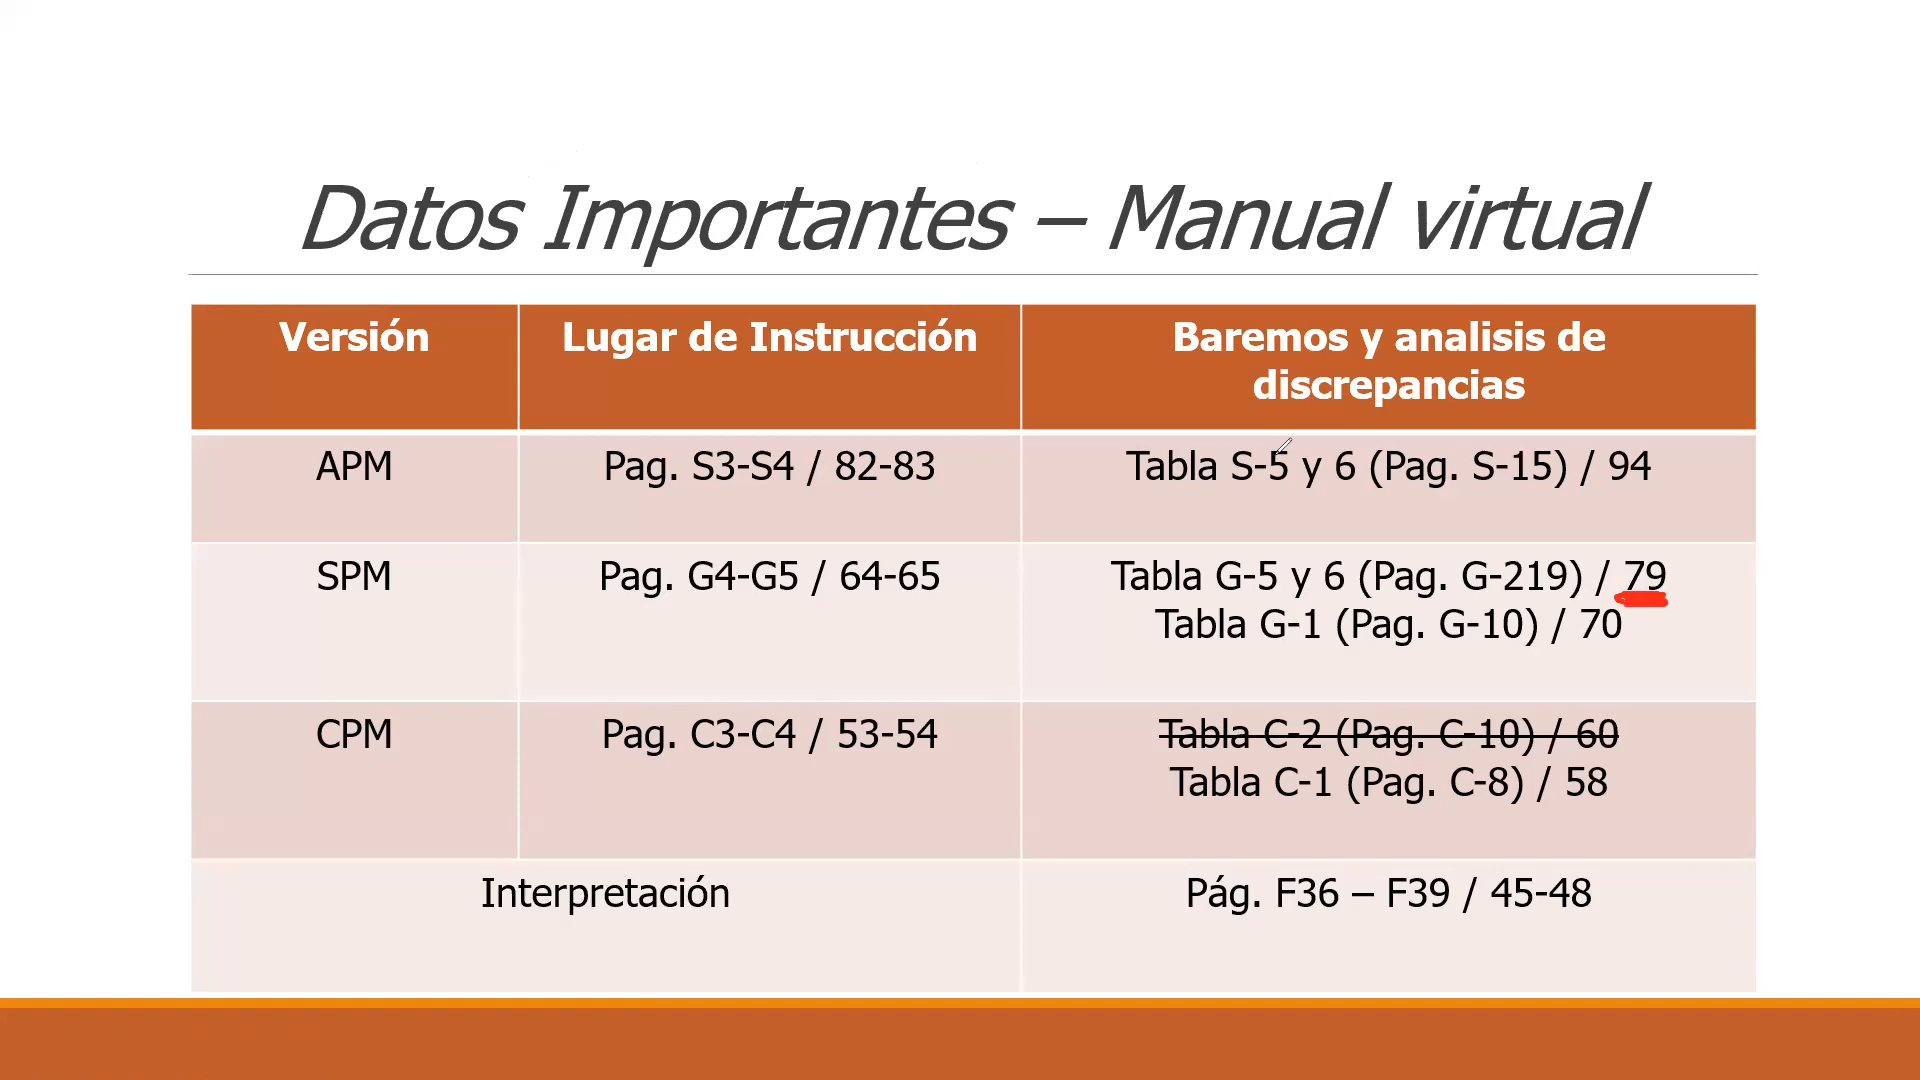 Datos Importantes – Manual virtual
Versión
Lugar de Instrucción
Baremos y analisis de
discrepancias
APM
Pag. S3-S4 / 82-83
Tabla S-5 y 6 (Pag. S-15) / 94
SPM
Pag. G4-G5 / 64-65
Tabla G-5 y 6 (Pag. G-219) / 79
Tabla G-1 (Pag. G-10) / 70
CPM
Pag. C3-C4 / 53-54
Tabla C-2 (Pag. C-10) / 60
Tabla C-1 (Pag. C-8) / 58
Interpretación
Pág. F36 – F39 / 45-48